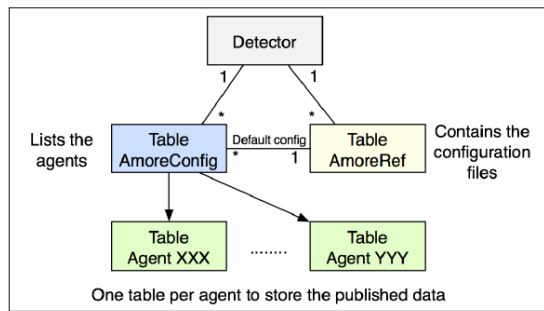 Detector
1
1
*
*
Lists the
agents
Table
AmoreConfig
Default config
*
1
Table
AmoreRef
Contains the
configuration
files
Table
Agent XXX
........
Table
Agent YYY
One table per agent to store the published data